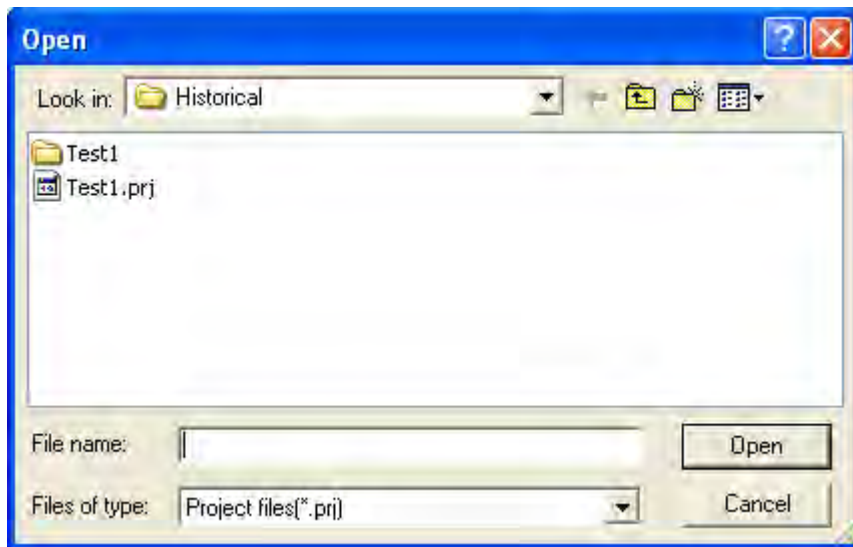 Open
Look in: Historical
Test1
Test1.prj
File name: Open
Files of type: Project files(*.prj) Cancel